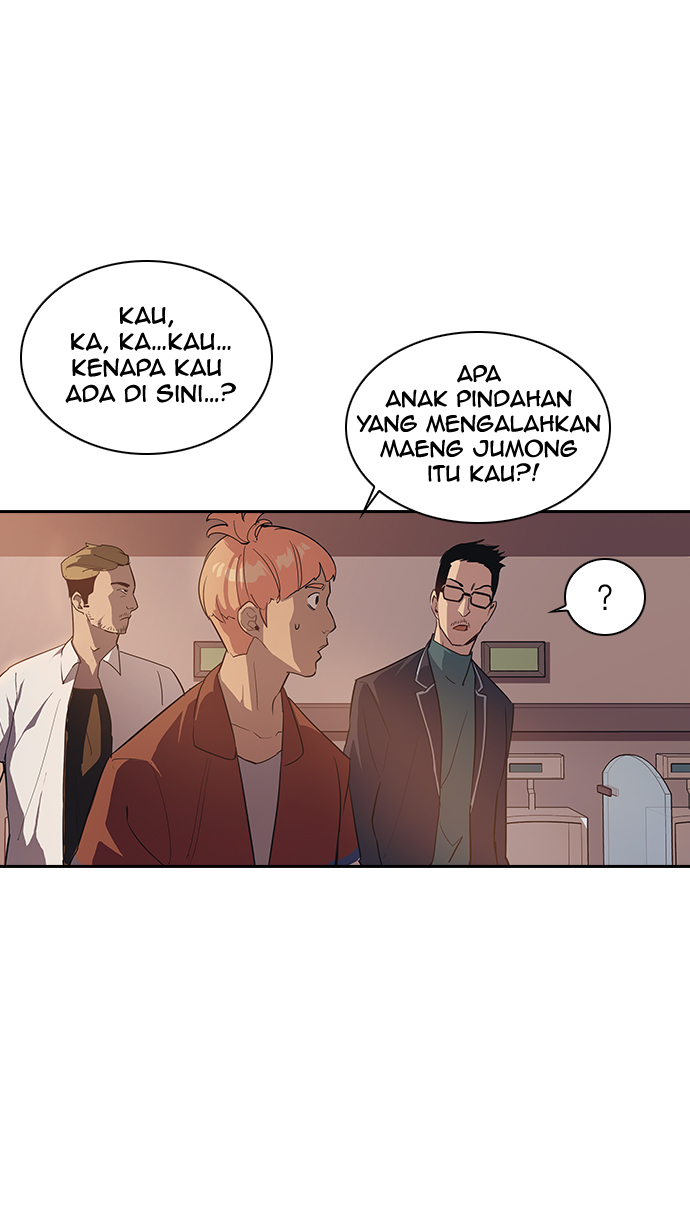 KAU,
KA, KA...KAU...
KENAPA KAU
ADA DI SINI...?
APA
ANAK PINDAHAN
YANG MENGALAHKAN
MAENG JUMONG
ITU KAU?!
?